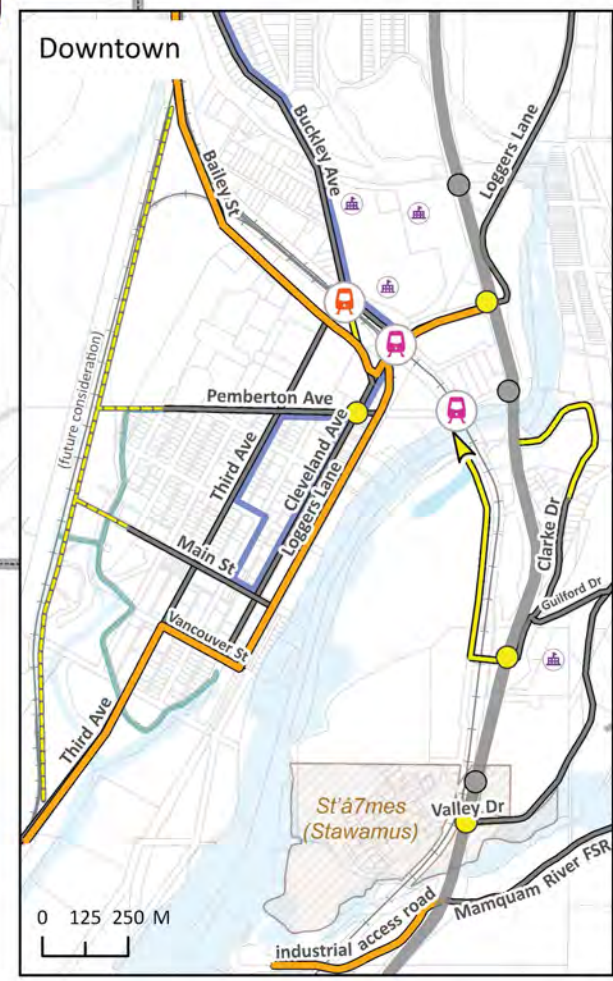 Downtown
Buckley Ave
Loggers Lane
Bailey St
(future consideration)
Pemberton Ave
Third Ave
Cleveland Ave
Loggers Lane
Clarke Dr
Main St
Guilford Dr
Vancouver St
Third Ave
St'á7mes
(Stawamus)
Valley Dr
Mamquam River FSR
industrial access road
0 125 250 M